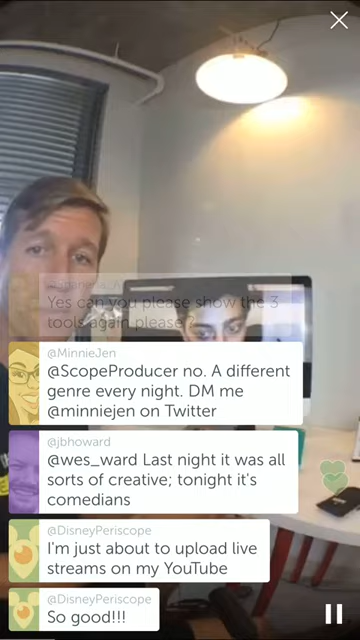 Yes can you please show the 3
tools again please?
@MinnieJen
@ScopeProducer no. A different
genre every night. DM me
@minniejen on Twitter
@jbhoward
@wes_ward Last night it was all
sorts of creative; tonight it's
comedians
@DisneyPeriscope
I'm just about to upload live
streams on my YouTube
@DisneyPeriscope
So good!!!